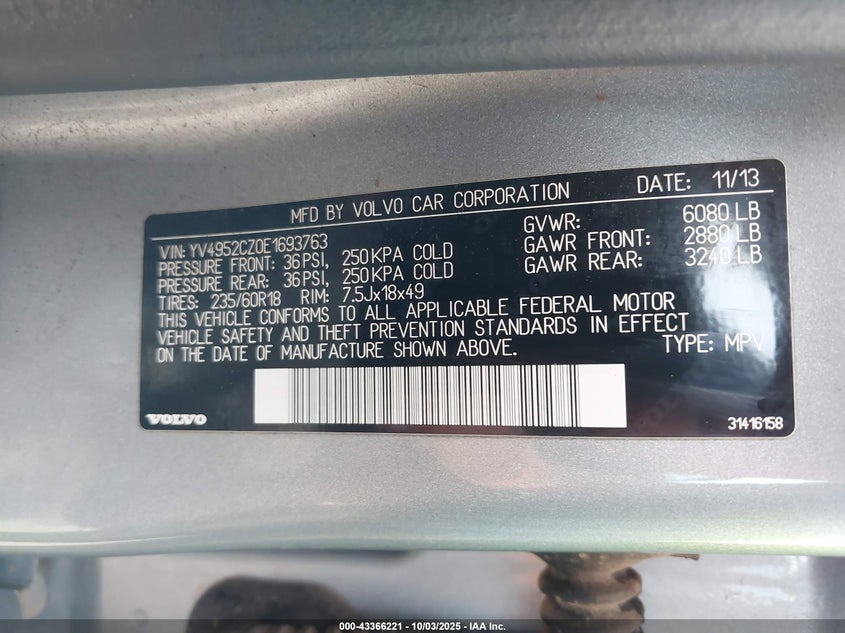 MFD BY VOLVO CAR CORPORATION DATE: 11/13
VIN: YV4952CZ0E1693763 GVWR: 6080 LB
PRESSURE FRONT: 36 PSI, 250 KPA COLD GAWR FRONT: 2880 LB
PRESSURE REAR: 36 PSI, 250 KPA COLD GAWR REAR: 3240 LB
TIRES: 235/60R18 RIM: 7.5Jx18x49
THIS VEHICLE CONFORMS TO ALL APPLICABLE FEDERAL MOTOR
VEHICLE SAFETY AND THEFT PREVENTION STANDARDS IN EFFECT
ON THE DATE OF MANUFACTURE SHOWN ABOVE. TYPE: MPV
VOLVO 31416158
000-43366221 - 10/03/2025 - IAA Inc.